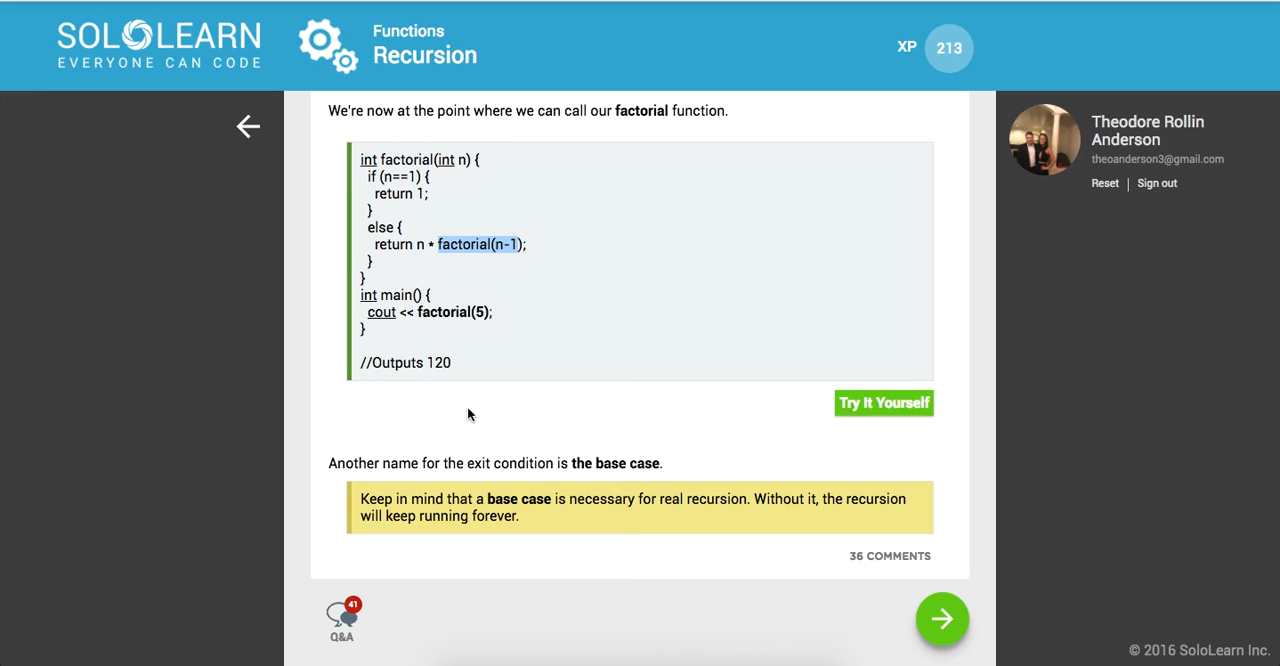 SOLOLEARN
EVERYONE CAN CODE
Functions
Recursion
XP 213
Theodore Rollin
Anderson
theoanderson3@gmail.com
Reset | Sign out
We're now at the point where we can call our factorial function.
int factorial(int n) {
if (n==1) {
return 1;
}
else {
return n * factorial(n-1);
}
}
int main() {
cout << factorial(5);
}
//Outputs 120
Try It Yourself
Another name for the exit condition is the base case.
Keep in mind that a base case is necessary for real recursion. Without it, the recursion
will keep running forever.
36 COMMENTS
41
Q&A
© 2016 SoloLearn Inc.